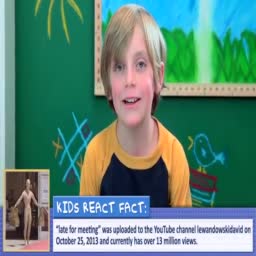 KIDS REACT FACT:
"late for meeting" was uploaded to the YouTube channel lewandowskidavid on
October 25, 2013 and currently has over 13 million views.